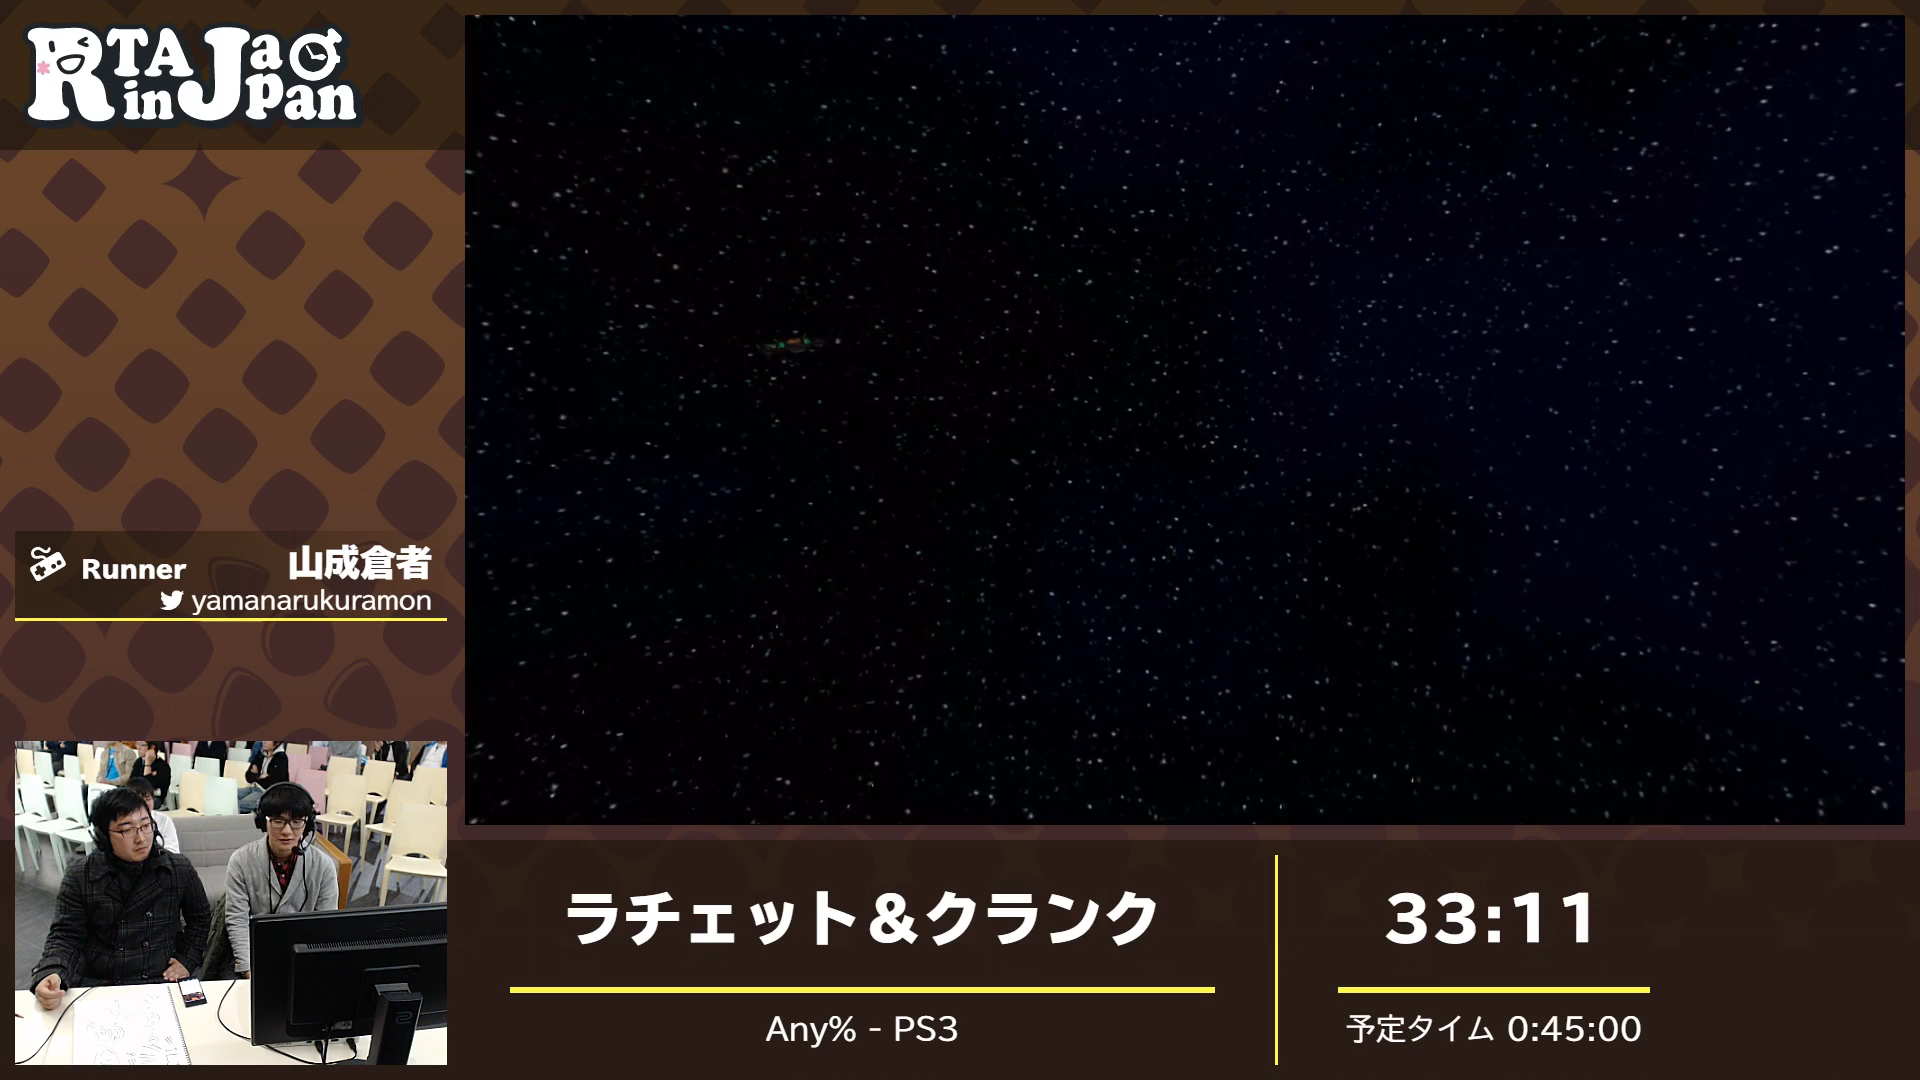 RTA in Japan
Runner 山成倉者
yamanarukuramon
ラチェット＆クランク
33:11
Any% - PS3
予定タイム 0:45:00